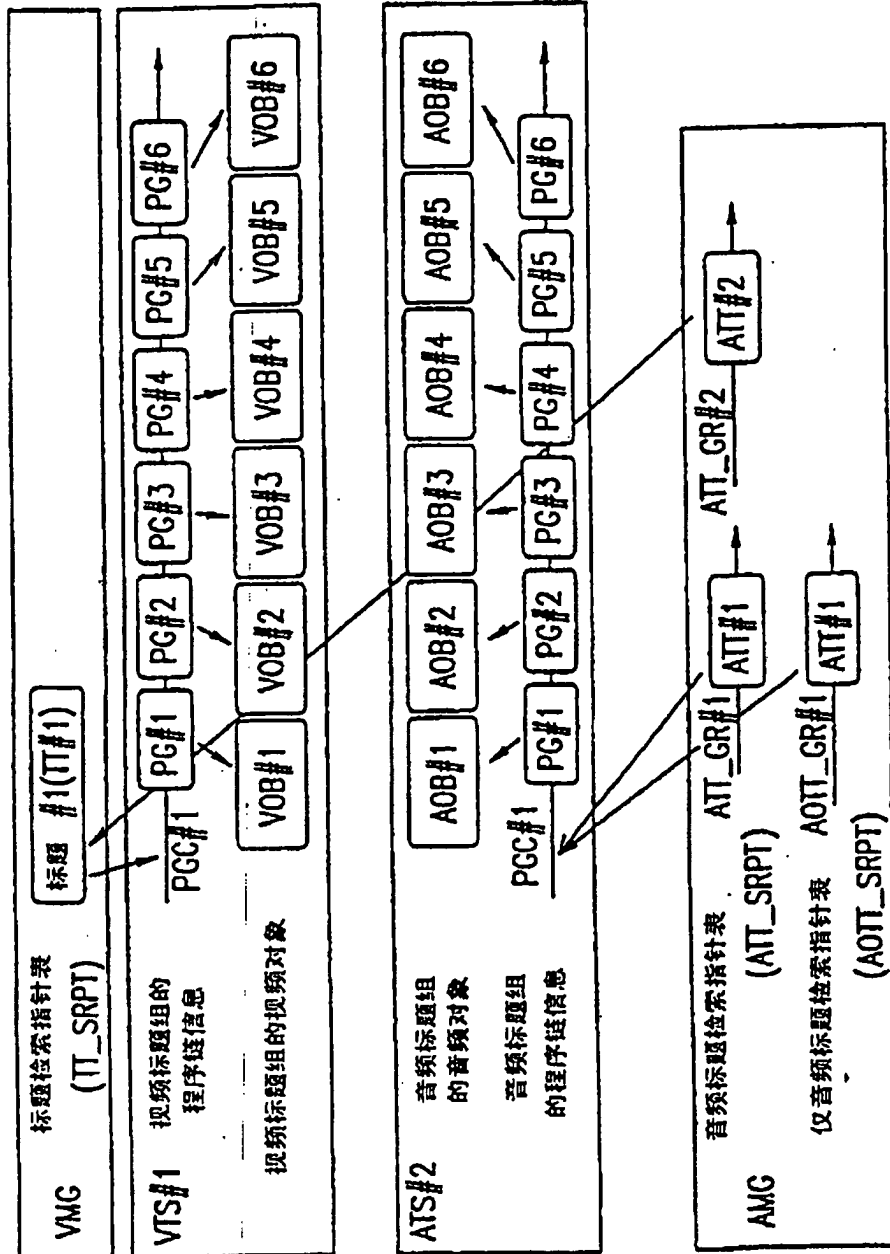 VMG
标题检索指针表
(TT_SRPT)
标题 #1(TT#1)
VTS#1
视频标题组的
程序链信息
PGC#1
PG#1
PG#2
PG#3
PG#4
PG#5
PG#6
视频标题组的视频对象
VOB#1
VOB#2
VOB#3
VOB#4
VOB#5
VOB#6
ATS#2
音频标题组
的音频对象
AOB#1
AOB#2
AOB#3
AOB#4
AOB#5
AOB#6
音频标题组
的程序链信息
PGC#1
PG#1
PG#2
PG#3
PG#4
PG#5
PG#6
AMG
音频标题检索指针表
(ATT_SRPT)
ATT_GR#1
ATT#1
ATT_GR#2
ATT#2
仅音频标题检索指针表
(AOTT_SRPT)
AOTT_GR#1
ATT#1